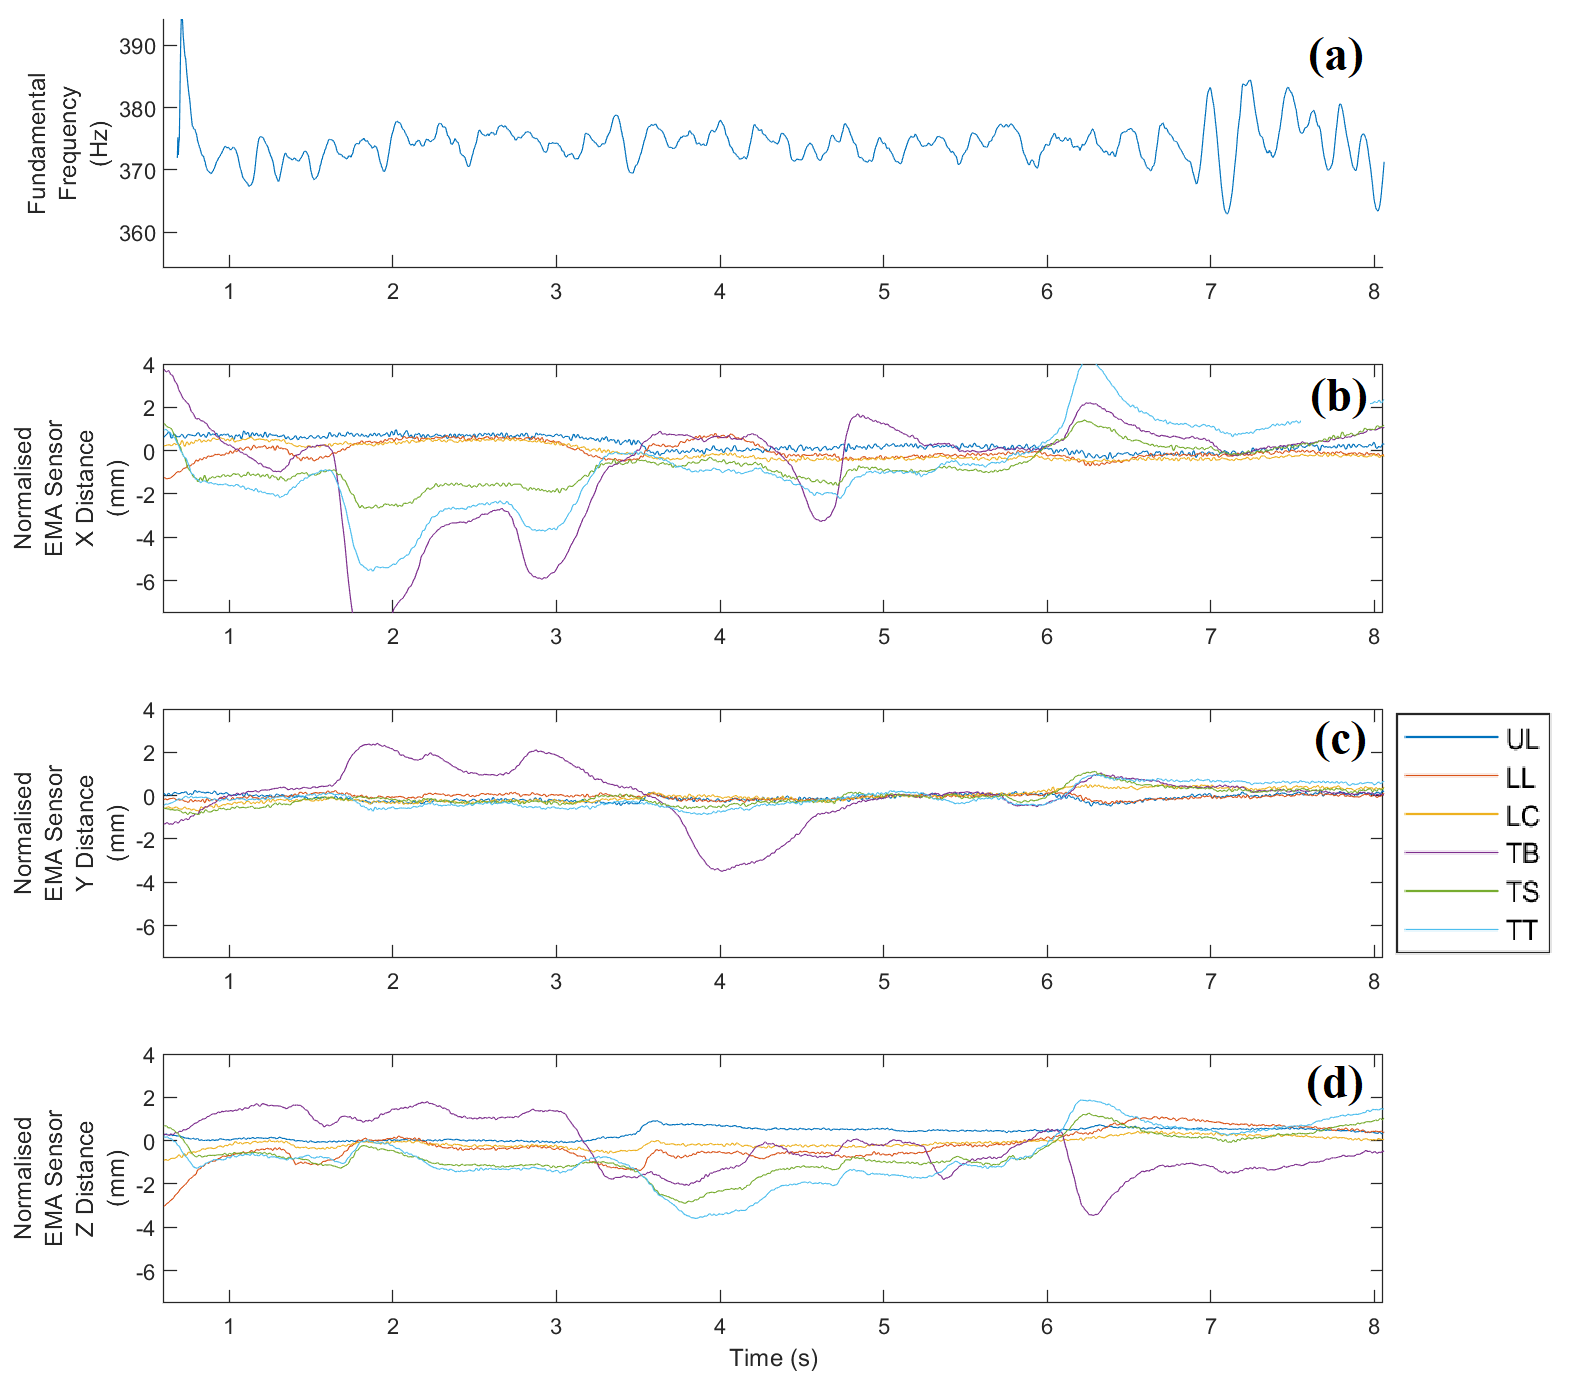 (a)
Fundamental
Frequency
(Hz)
390
380
370
360
1 2 3 4 5 6 7 8
(b)
Normalised
EMA Sensor
X Distance
(mm)
4
2
0
-2
-4
-6
1 2 3 4 5 6 7 8
(c)
Normalised
EMA Sensor
Y Distance
(mm)
4
2
0
-2
-4
-6
1 2 3 4 5 6 7 8
UL
LL
LC
TB
TS
TT
(d)
Normalised
EMA Sensor
Z Distance
(mm)
4
2
0
-2
-4
-6
1 2 3 4 5 6 7 8
Time (s)